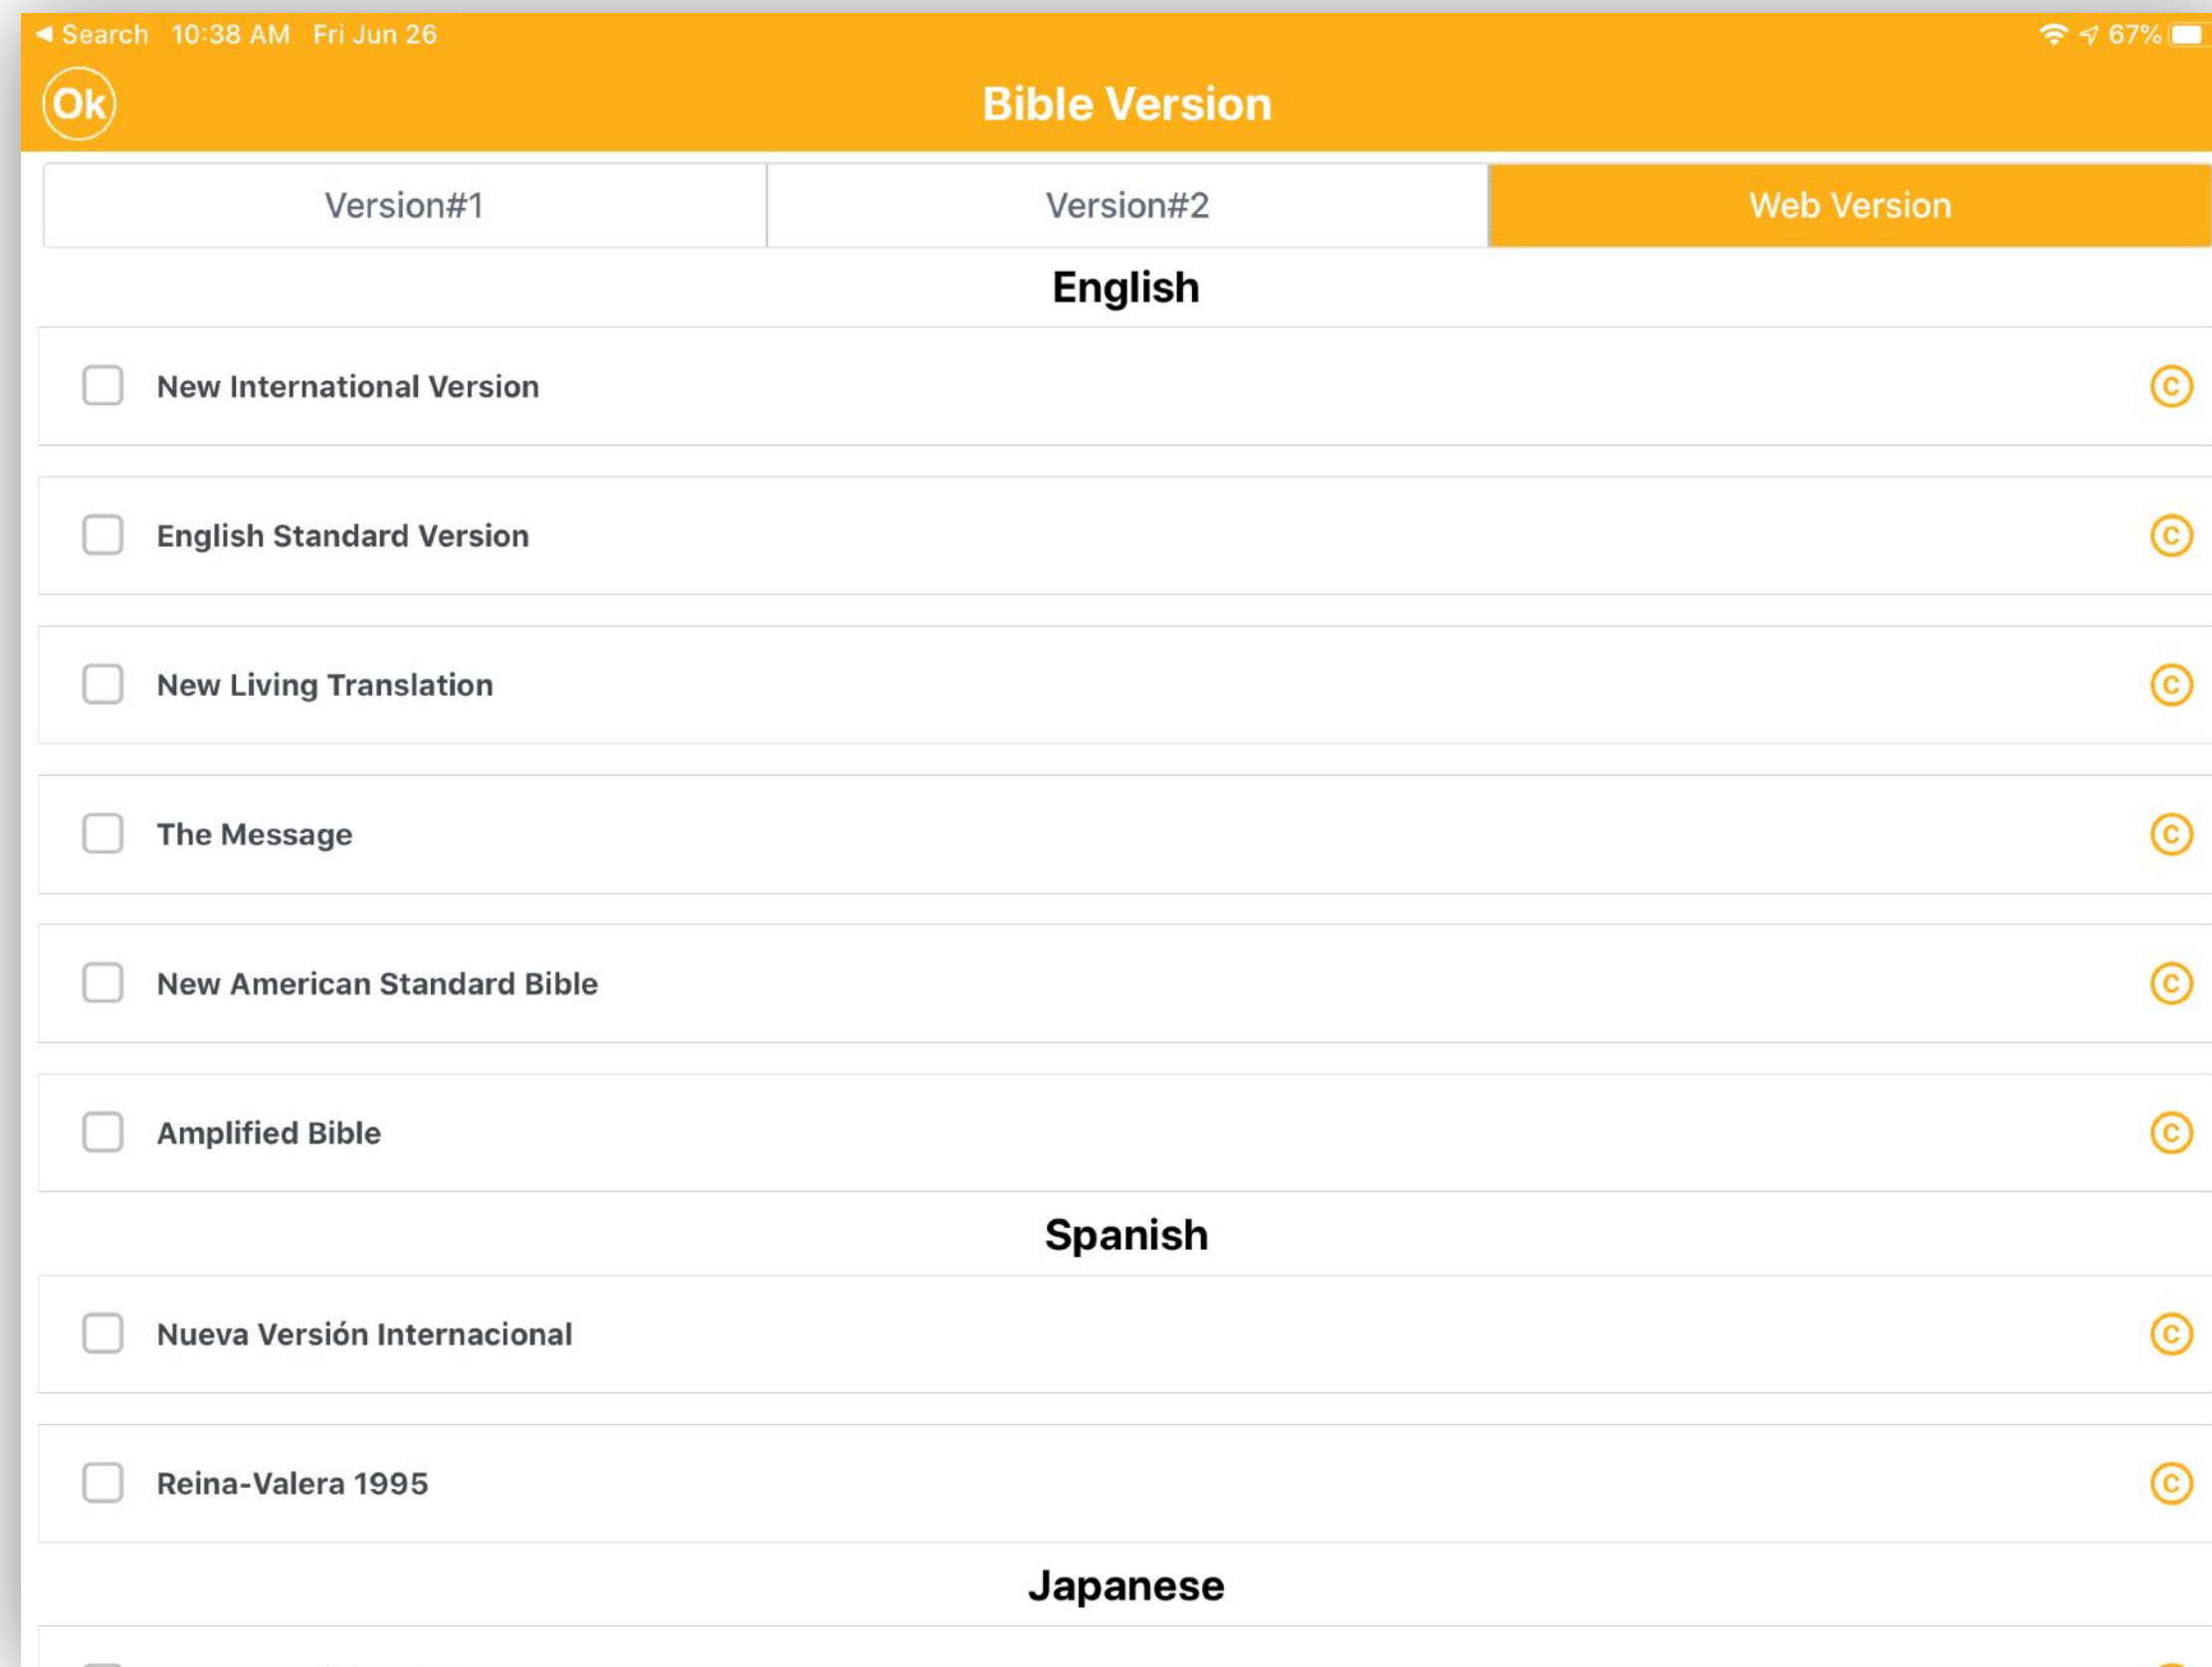 ◀ Search 10:38 AM Fri Jun 26 67%
Ok Bible Version
Version#1 Version#2 Web Version
English
New International Version ©
English Standard Version ©
New Living Translation ©
The Message ©
New American Standard Bible ©
Amplified Bible ©
Spanish
Nueva Versión Internacional ©
Reina-Valera 1995 ©
Japanese